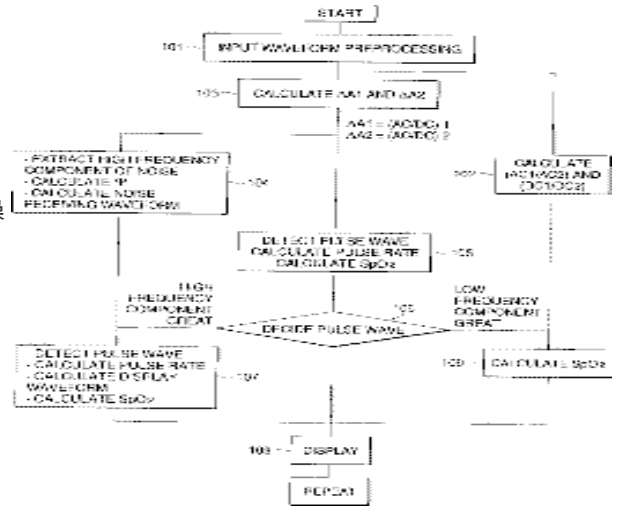 START
101
INPUT WAVEFORM PREPROCESSING
CALCULATE ΔA1 AND ΔA2
ΔA1 = (AC/DC) 1
ΔA2 = (AC/DC) 2
- EXTRACT HIGH FREQUENCY
COMPONENT OF NOISE
- CALCULATE
- CALCULATE NOISE
RECEIVING WAVEFORM
CALCULATE
(AC1/AC2) AND
(DC1/DC2)
DETECT PULSE WAVE
CALCULATE PULSE RATE
CALCULATE SpO2
105
HIGH
FREQUENCY
COMPONENT
GREAT
DECIDE PULSE WAVE
LOW
FREQUENCY
COMPONENT
GREAT
DETECT PULSE WAVE
- CALCULATE PULSE RATE
- CALCULATE DISPLAY
WAVEFORM
- CALCULATE SpO2
107
CALCULATE SpO2
DISPLAY
REPEAT